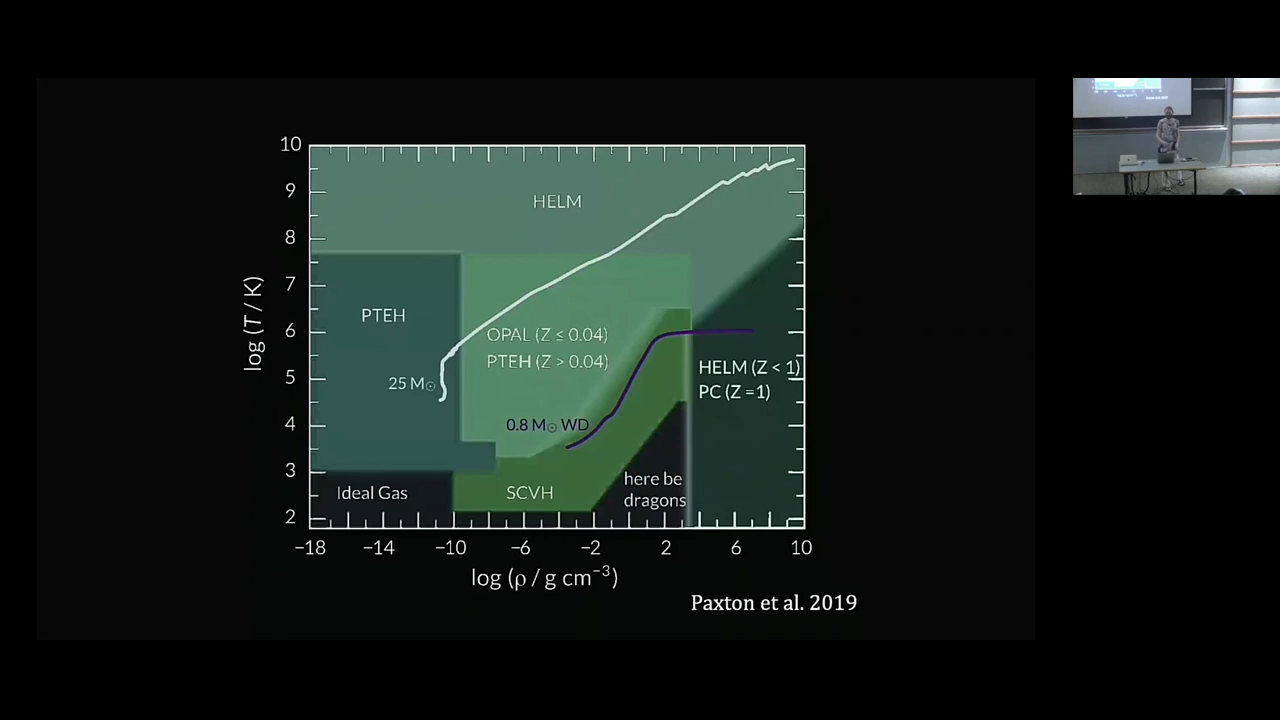 10
9
8
7
6
5
4
3
2
log (T / K)
HELM
PTEH
OPAL (Z ≤ 0.04)
PTEH (Z > 0.04)
25 M☉
HELM (Z < 1)
PC (Z =1)
0.8 M☉ WD
here be
dragons
Ideal Gas
SCVH
−18 −14 −10 −6 −2 2 6 10
log (ρ / g cm⁻³)
Paxton et al. 2019